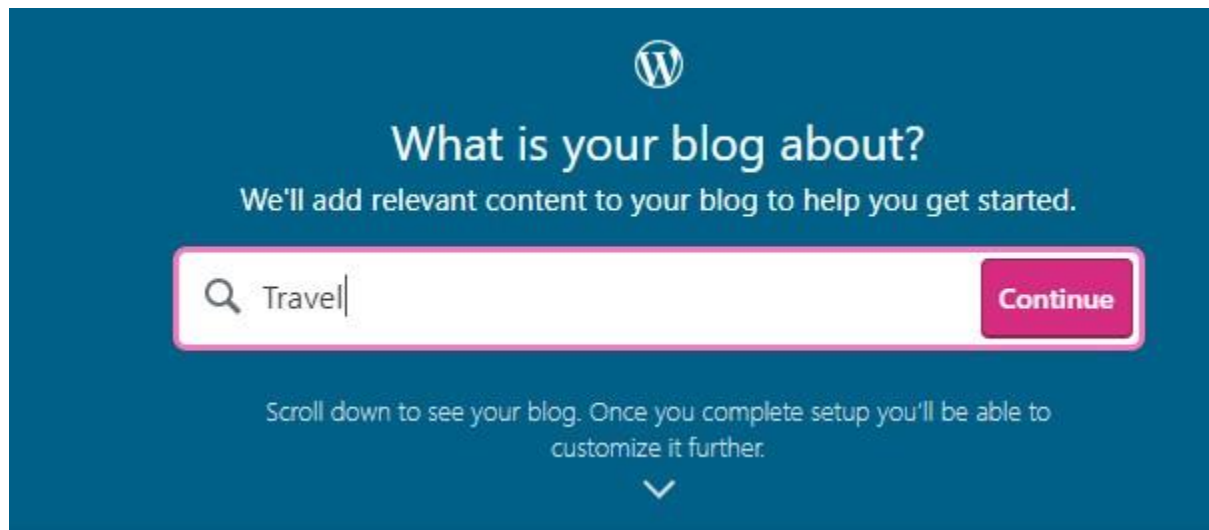 What is your blog about?
We'll add relevant content to your blog to help you get started.
Travel
Continue
Scroll down to see your blog. Once you complete setup you'll be able to
customize it further.